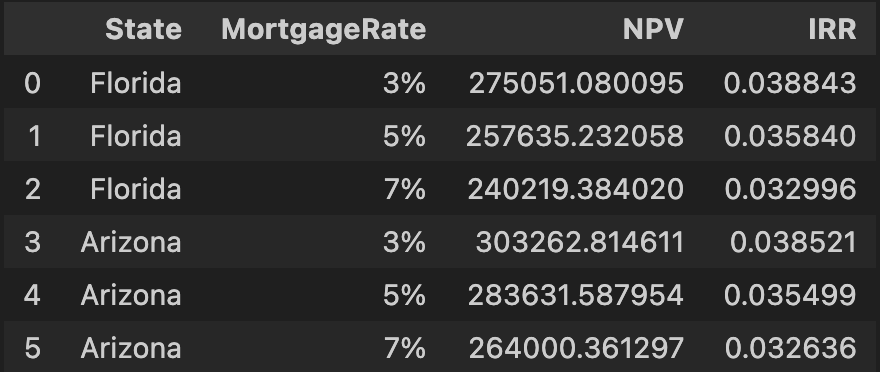 State MortgageRate NPV IRR
0 Florida 3% 275051.080095 0.038843
1 Florida 5% 257635.232058 0.035840
2 Florida 7% 240219.384020 0.032996
3 Arizona 3% 303262.814611 0.038521
4 Arizona 5% 283631.587954 0.035499
5 Arizona 7% 264000.361297 0.032636